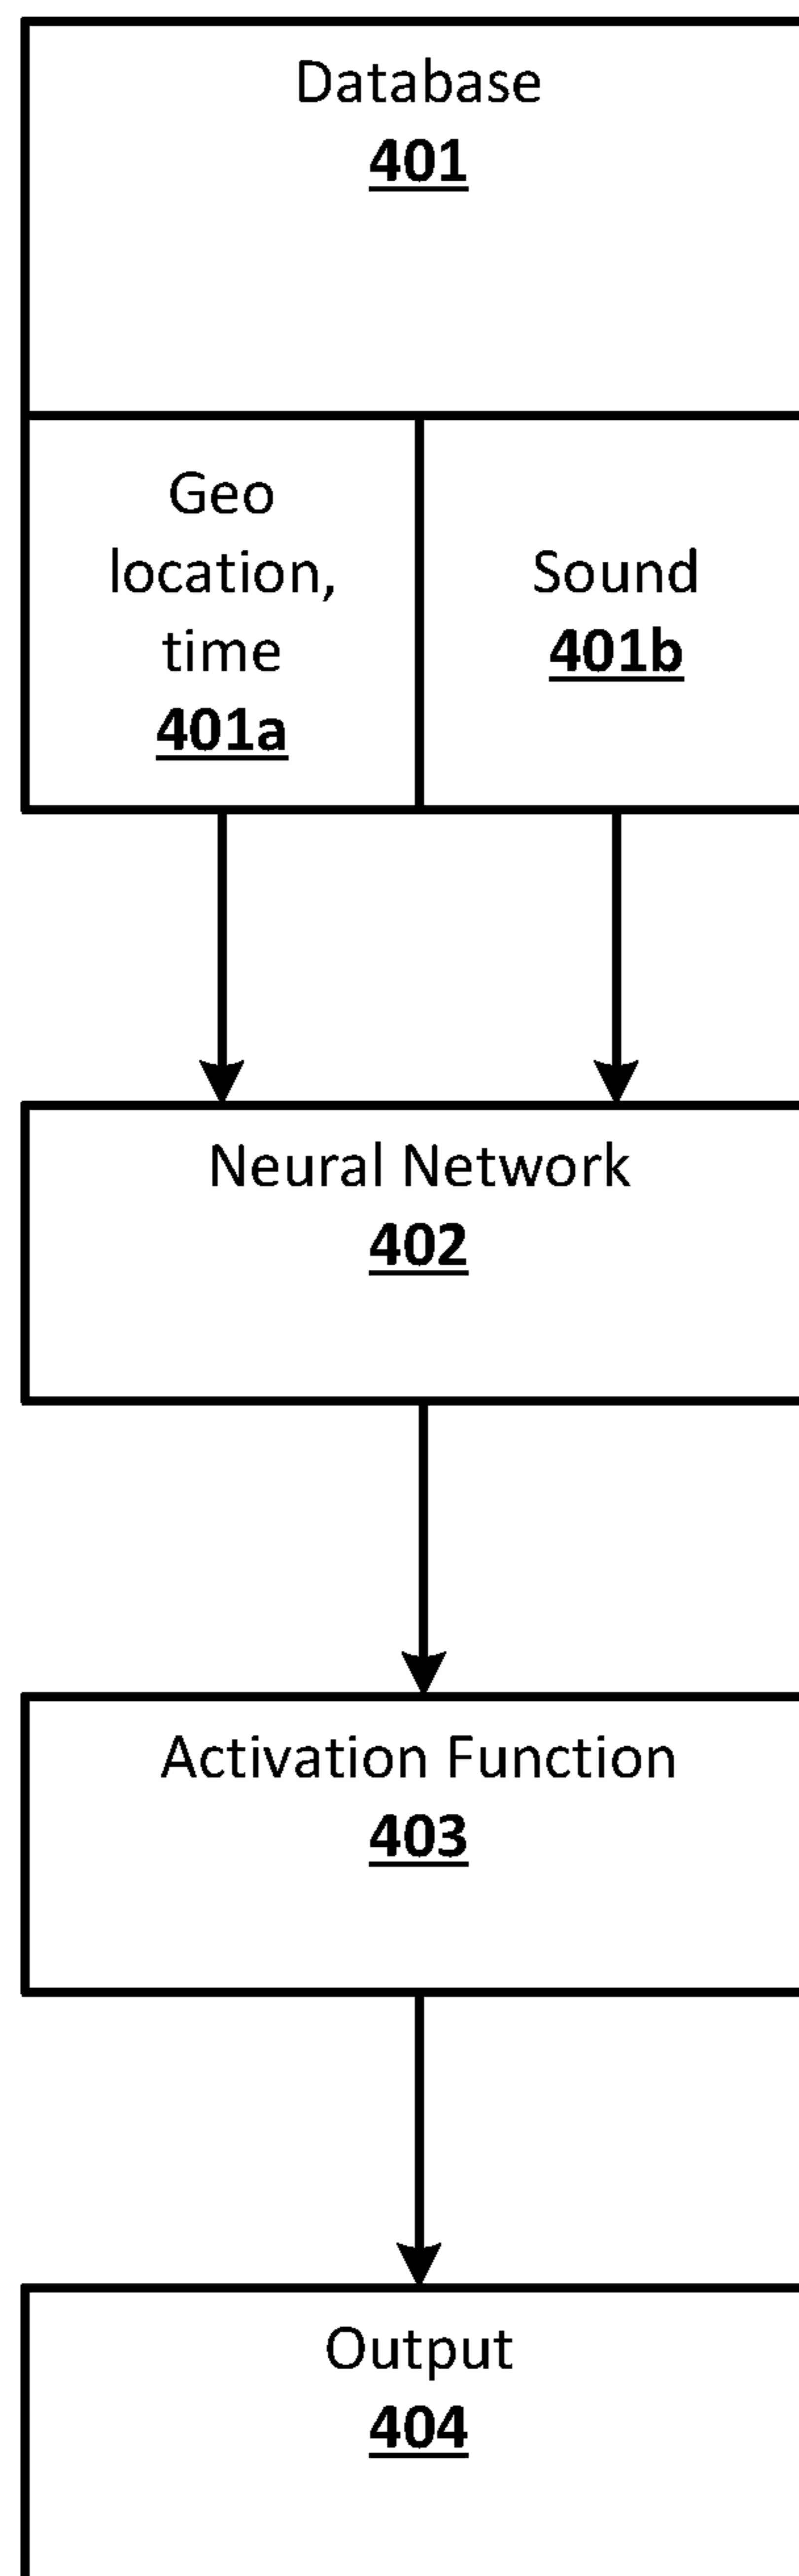 Database
401
Geo
location,
time
401a
Sound
401b
Neural Network
402
Activation Function
403
Output
404